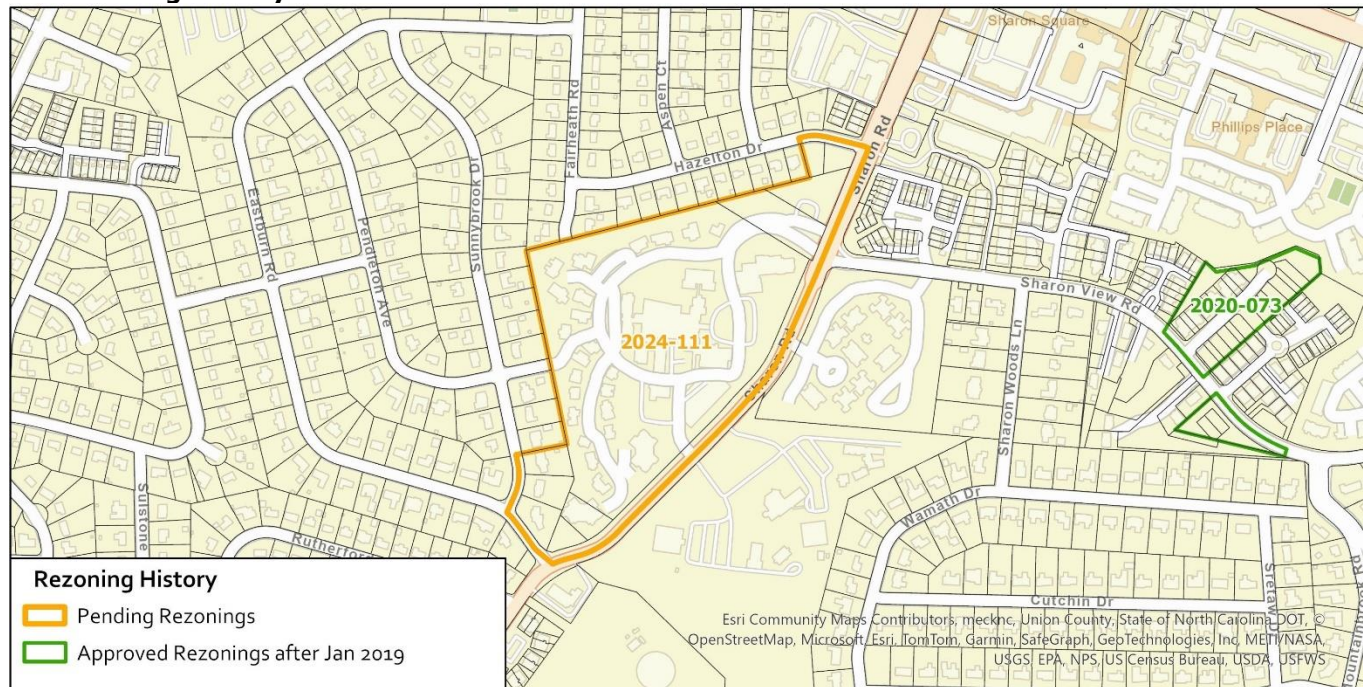 Sharon Square
Phillips Place
Fairheath Rd
Aspen Ct
Hazelton Dr
Sharon Rd
Sunnybrook Dr
Eastburn Rd
Pendleton Ave
2024-111
Sharon Rd
Sharon View Rd
2020-073
Sharon Woods Ln
Wamath Dr
Sulstone
Rutherford
Cutchin Dr
Rezoning History
Pending Rezonings
Approved Rezonings after Jan 2019
Esri Community Maps Contributors, mecknc, Union County, State of North Carolina DOT, ©
OpenStreetMap, Microsoft, Esri, TomTom, Garmin, SafeGraph, GeoTechnologies, Inc, METI/NASA,
USGS, EPA, NPS, US Census Bureau, USDA, USFWS